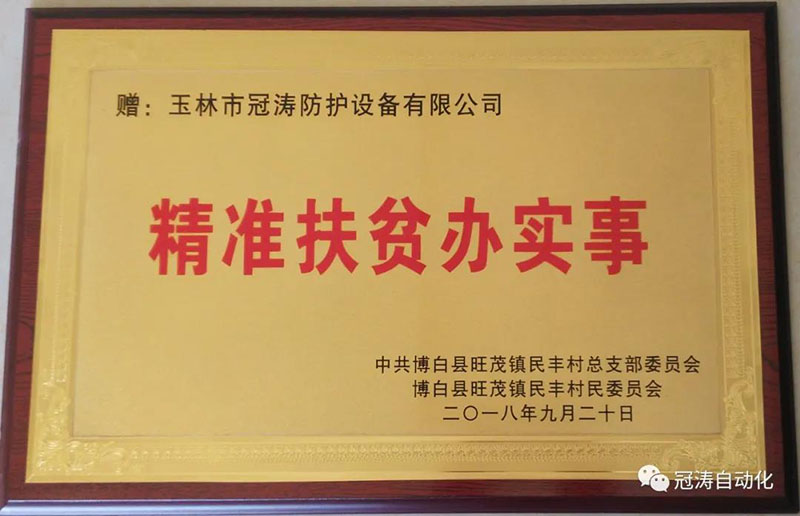 赠：玉林市冠涛防护设备有限公司
精准扶贫办实事
中共博白县旺茂镇民丰村总支部委员会
博白县旺茂镇民丰村民委员会
二〇一八年九月二十日
冠涛自动化